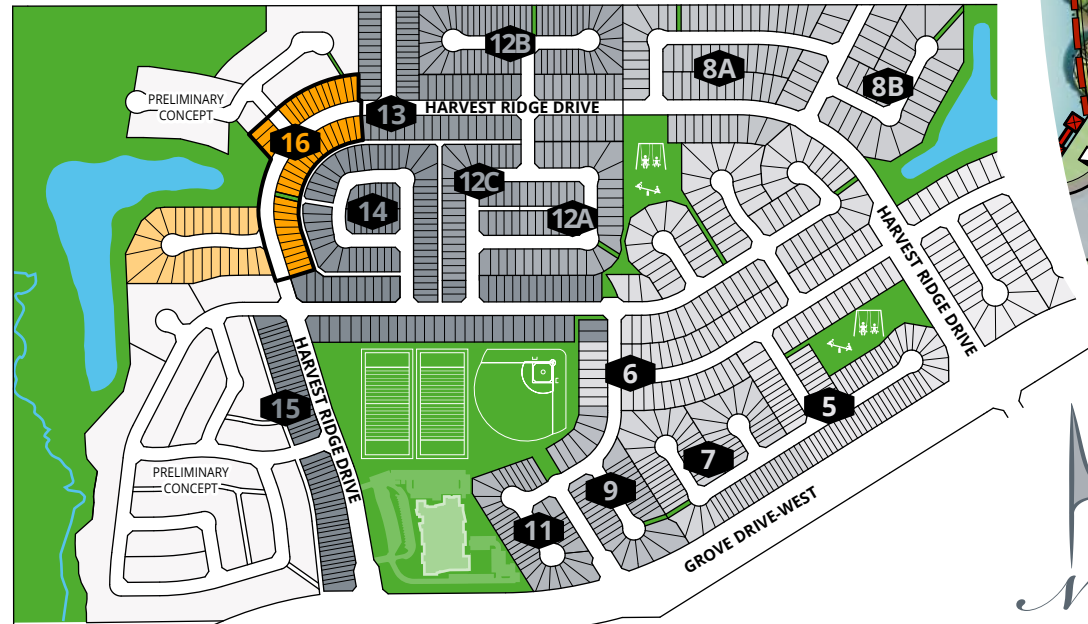 12B
8A
8B
PRELIMINARY
CONCEPT
13
HARVEST RIDGE DRIVE
16
12C
14
12A
HARVEST RIDGE DRIVE
6
HARVEST RIDGE DRIVE
15
5
7
PRELIMINARY
CONCEPT
9
11
GROVE DRIVE-WEST